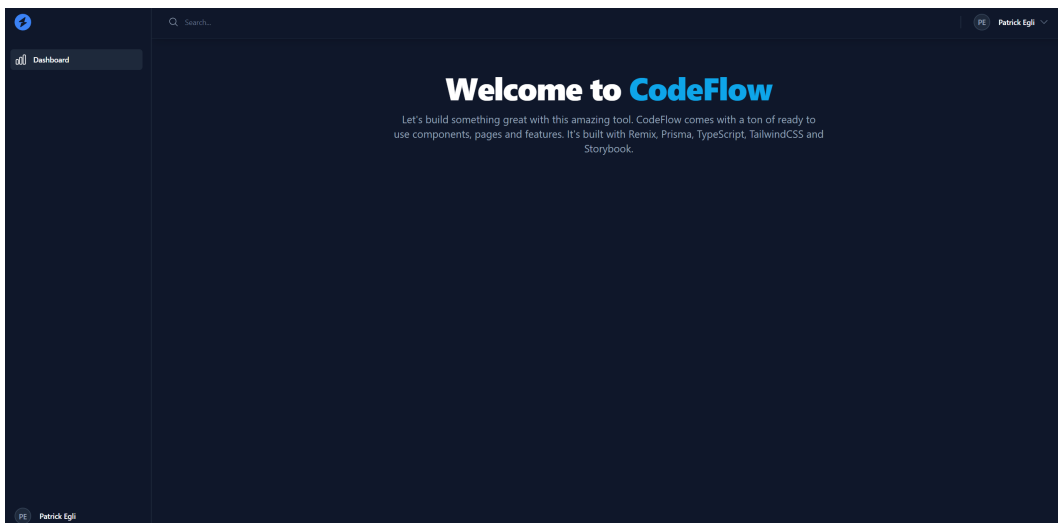 Search...
PE Patrick Egli
Dashboard
Welcome to CodeFlow
Let's build something great with this amazing tool. CodeFlow comes with a ton of ready to
use components, pages and features. It's built with Remix, Prisma, TypeScript, TailwindCSS and
Storybook.
PE Patrick Egli